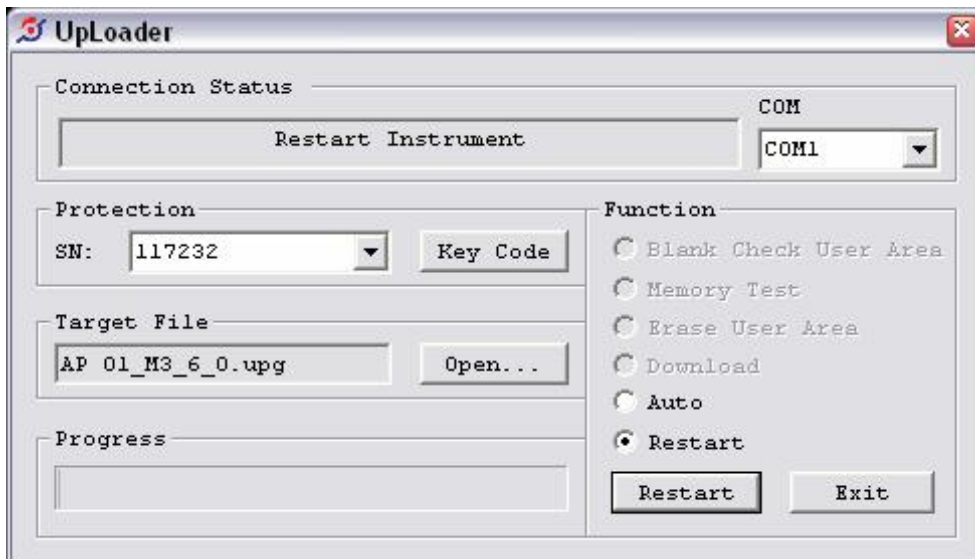 UpLoader
Connection Status
Restart Instrument
COM
COM1
Protection
SN:
117232
Key Code
Target File
AP 01_M3_6_0.upg
Open...
Progress
Function
Blank Check User Area
Memory Test
Erase User Area
Download
Auto
Restart
Restart
Exit